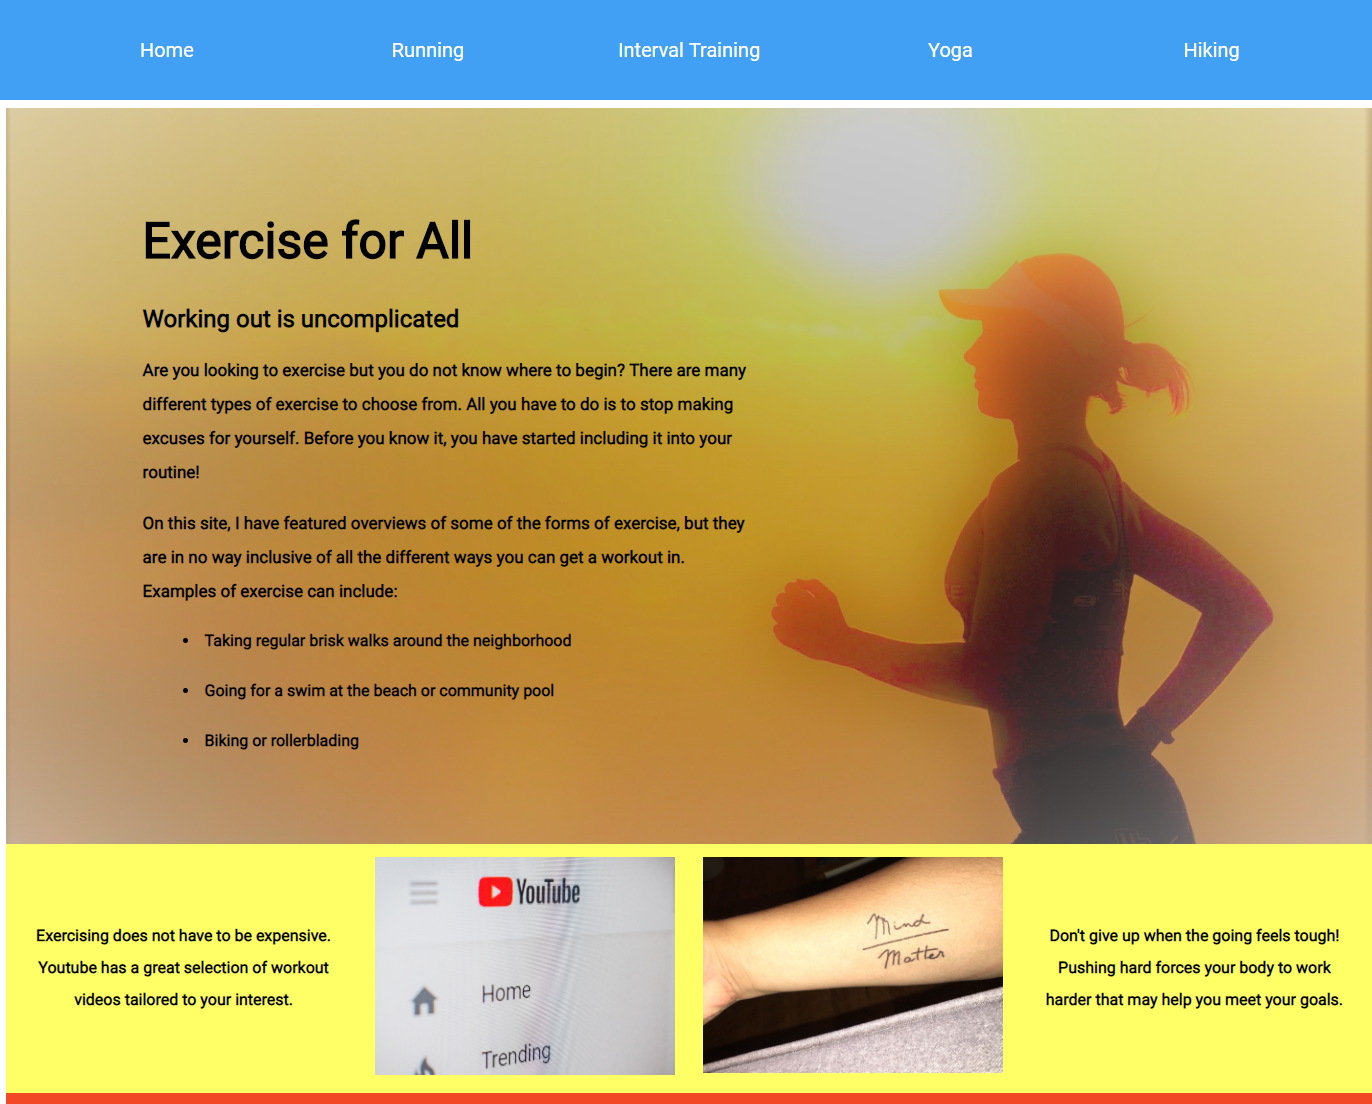 Home
Running
Interval Training
Yoga
Hiking
Exercise for All
Working out is uncomplicated
Are you looking to exercise but you do not know where to begin? There are many
different types of exercise to choose from. All you have to do is to stop making
excuses for yourself. Before you know it, you have started including it into your
routine!
On this site, I have featured overviews of some of the forms of exercise, but they
are in no way inclusive of all the different ways you can get a workout in.
Examples of exercise can include:
• Taking regular brisk walks around the neighborhood
• Going for a swim at the beach or community pool
• Biking or rollerblading
Exercising does not have to be expensive.
Youtube has a great selection of workout
videos tailored to your interest.
YouTube
Home
Trending
Mind
Matter
Don't give up when the going feels tough!
Pushing hard forces your body to work
harder that may help you meet your goals.